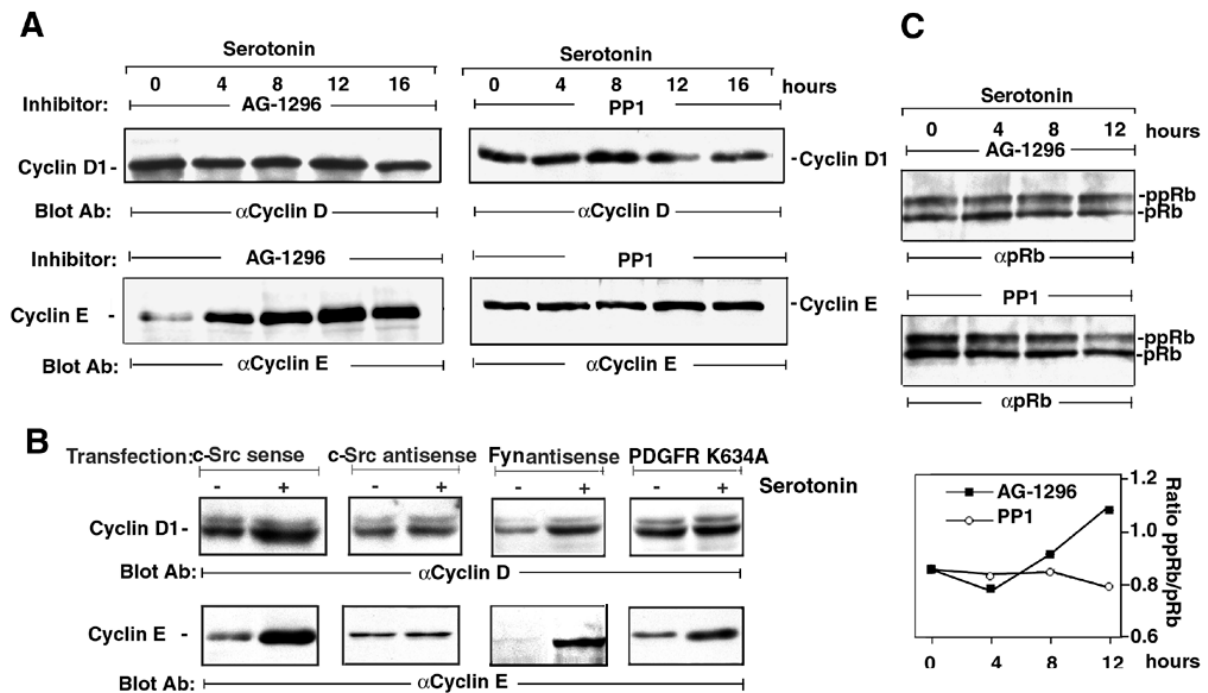 A
Serotonin
0 4 8 12 16
Inhibitor: AG-1296
Cyclin D1-
Blot Ab: αCyclin D
Serotonin
0 4 8 12 16 hours
PP1
-Cyclin D1
αCyclin D
Inhibitor: AG-1296
Cyclin E -
Blot Ab: αCyclin E
PP1
-Cyclin E
αCyclin E
B
Transfection: c-Src sense c-Src antisense Fyn antisense PDGFR K634A
- + - + - + - + Serotonin
Cyclin D1-
Blot Ab: αCyclin D
Cyclin E -
Blot Ab: αCyclin E
C
Serotonin
0 4 8 12 hours
AG-1296
-ppRb
-pRb
αpRb
PP1
-ppRb
-pRb
αpRb
AG-1296
PP1
1.2
1.0
0.8
0.6
Ratio ppRb/pRb
0 4 8 12 hours